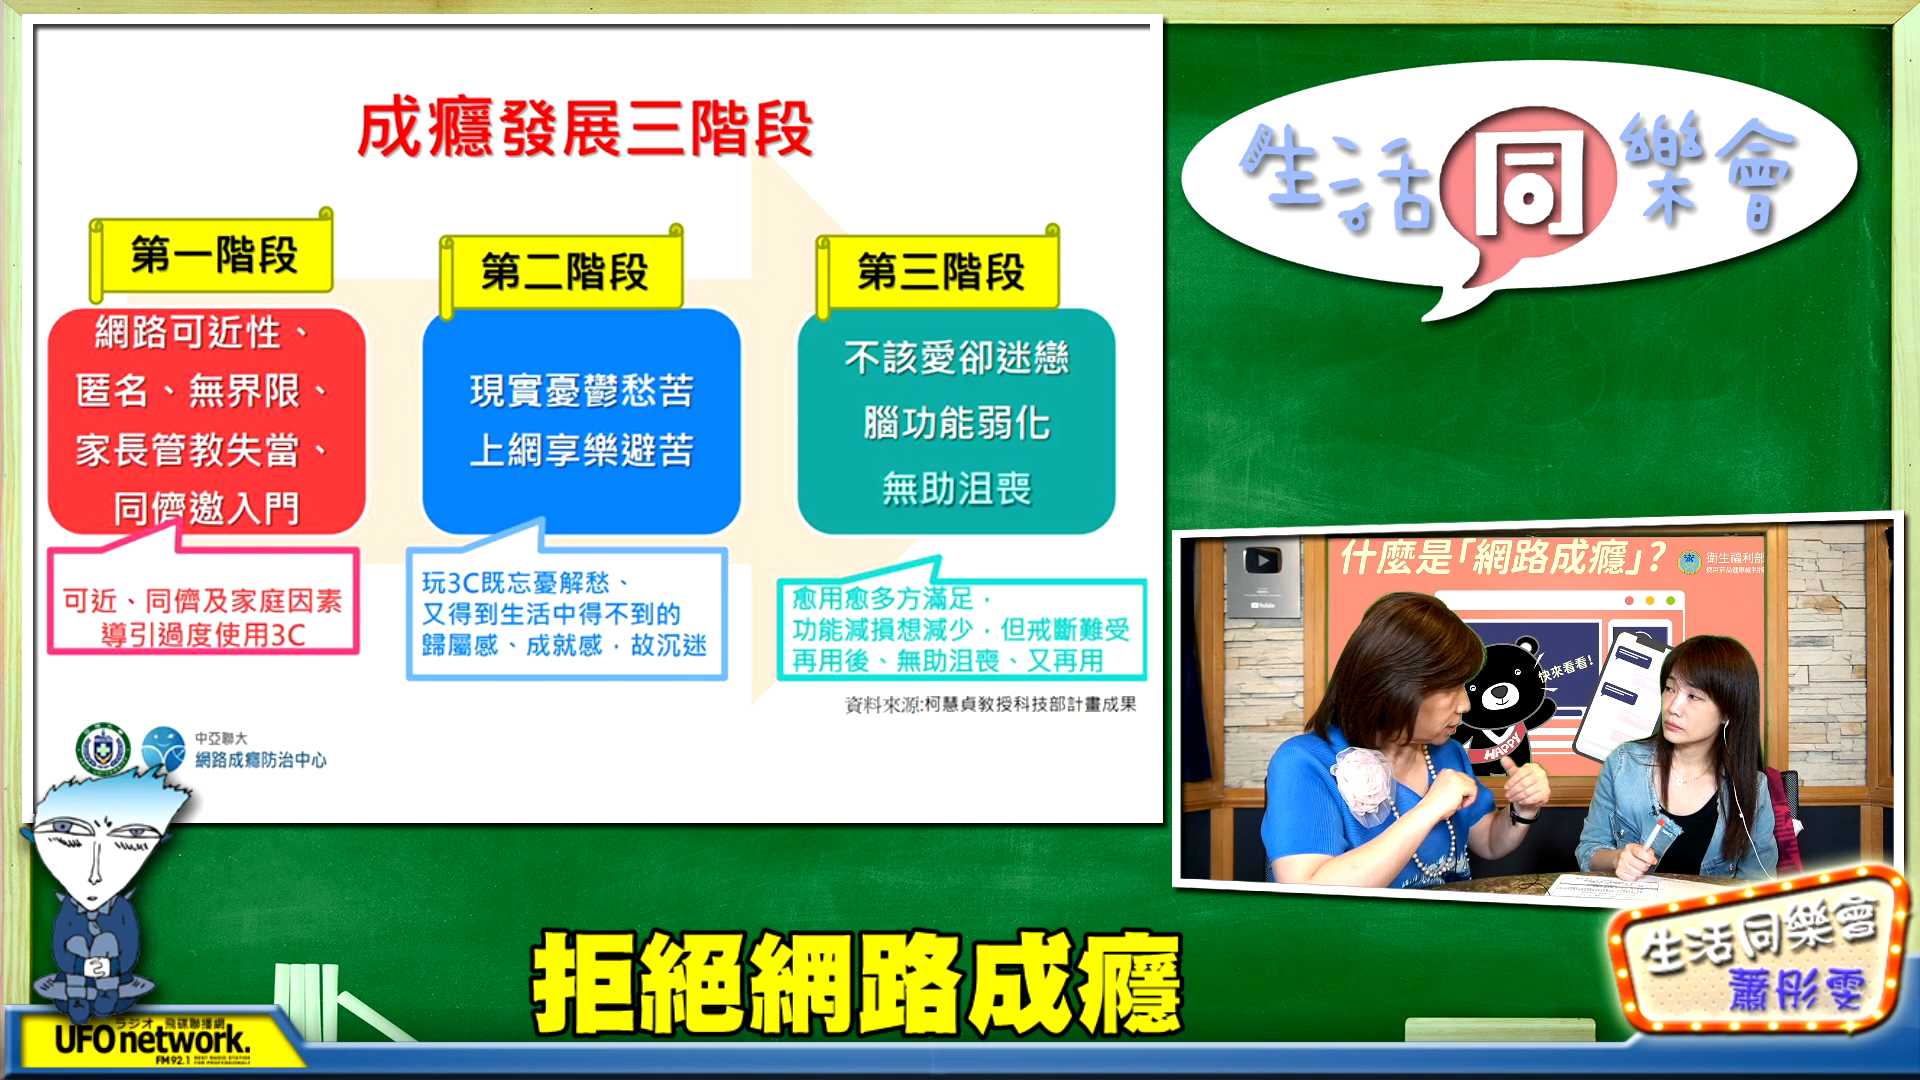 成癮發展三階段
第一階段
網路可近性、
匿名、無界限、
家長管教失當、
同儕邀入門
可近、同儕及家庭因素
導引過度使用3C
第二階段
現實憂鬱愁苦
上網享樂避苦
玩3C既忘憂解愁、
又得到生活中得不到的
歸屬感、成就感，故沉迷
第三階段
不該愛卻迷戀
腦功能弱化
無助沮喪
愈用愈多方滿足，
功能減損想減少，但戒斷難受
再用後、無助沮喪、又再用
資料來源:柯慧貞教授科技部計畫成果
中亞聯大
網路成癮防治中心
生活同樂會
什麼是「網路成癮」?
衛生福利部
快來看看!
HAPPY
YouTube
生活同樂會
蕭彤雯
拒絕網路成癮
ラジオ 飛碟聯播網
UFO network.
FM92.1 BEST RADIO STATION
FOR PROFESSIONALS